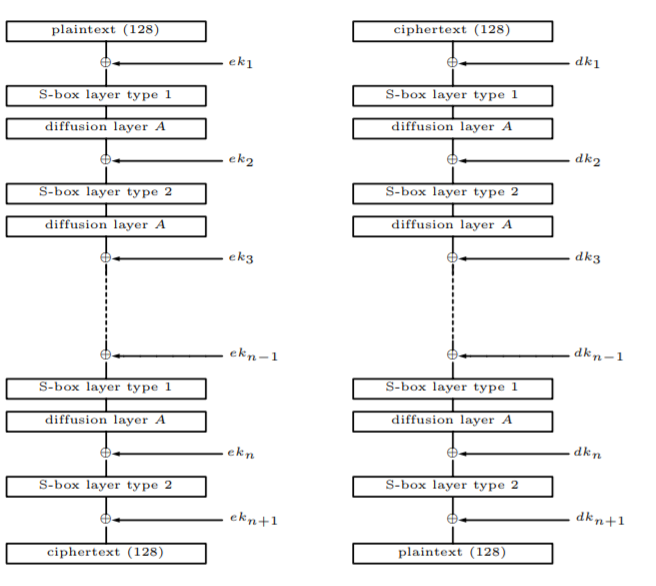 plaintext (128)
ek₁
S-box layer type 1
diffusion layer A
ek₂
S-box layer type 2
diffusion layer A
ek₃
ekₙ₋₁
S-box layer type 1
diffusion layer A
ekₙ
S-box layer type 2
ekₙ₊₁
ciphertext (128)
ciphertext (128)
dk₁
S-box layer type 1
diffusion layer A
dk₂
S-box layer type 2
diffusion layer A
dk₃
dkₙ₋₁
S-box layer type 1
diffusion layer A
dkₙ
S-box layer type 2
dkₙ₊₁
plaintext (128)